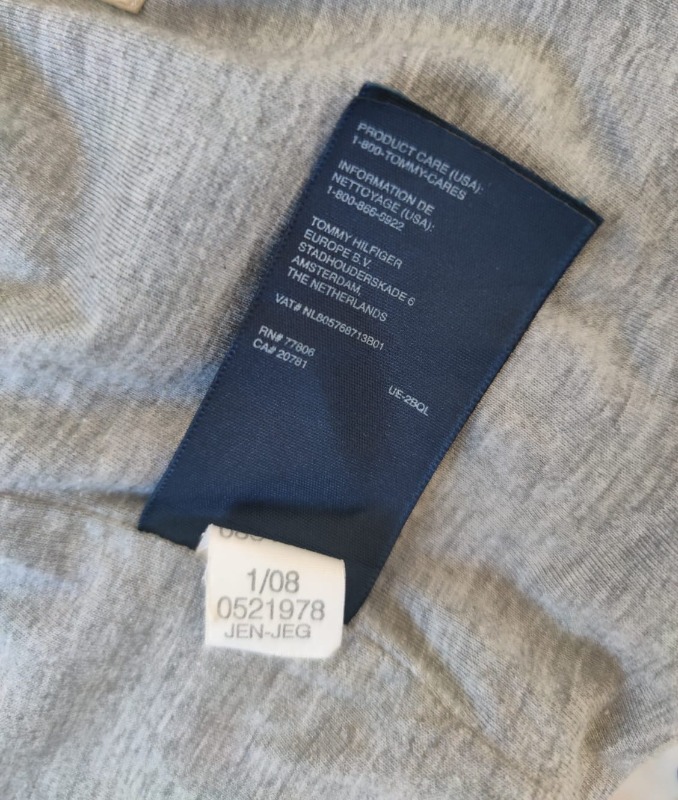 PRODUCT CARE (USA):
1-800-TOMMY-CARES
INFORMATION DE
NETTOYAGE (USA):
1-800-866-6922
TOMMY HILFIGER
EUROPE B.V.
STADHOUDERSKADE 6
AMSTERDAM,
THE NETHERLANDS
VAT# NL805768713B01
RN# 77806
CA# 20781
UE-2BQL
1/08
0521978
JEN-JEG